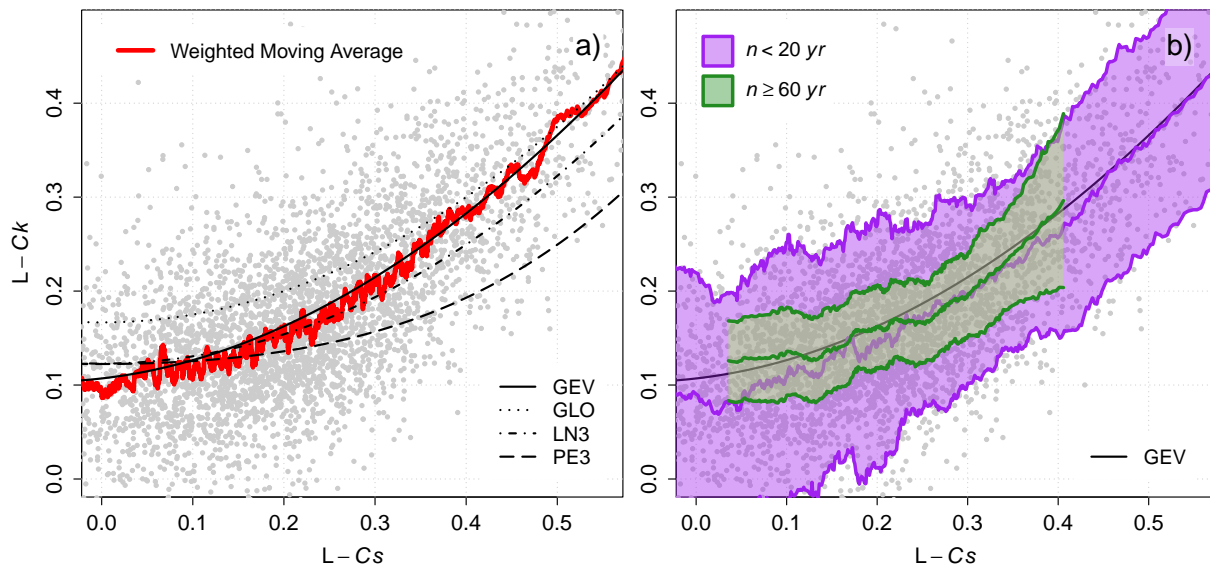 a)
Weighted Moving Average
L − Ck
0.4
0.3
0.2
0.1
0.0
GEV
GLO
LN3
PE3
0.0 0.1 0.2 0.3 0.4 0.5
L − Cs
b)
n < 20 yr
n ≥ 60 yr
0.4
0.3
0.2
0.1
0.0
GEV
0.0 0.1 0.2 0.3 0.4 0.5
L − Cs